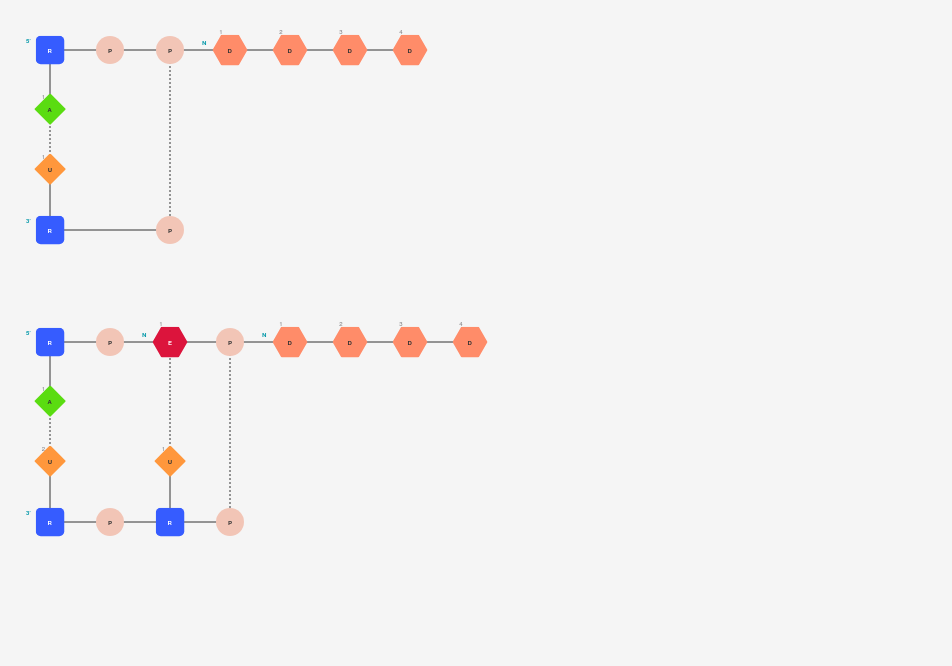 1 2 3 4
5' R P P N D D D D
1
A
1
U
3' R P
1 1 2 3 4
5' R P N E P N D D D D
1
A
2 1
U U
3' R P R P